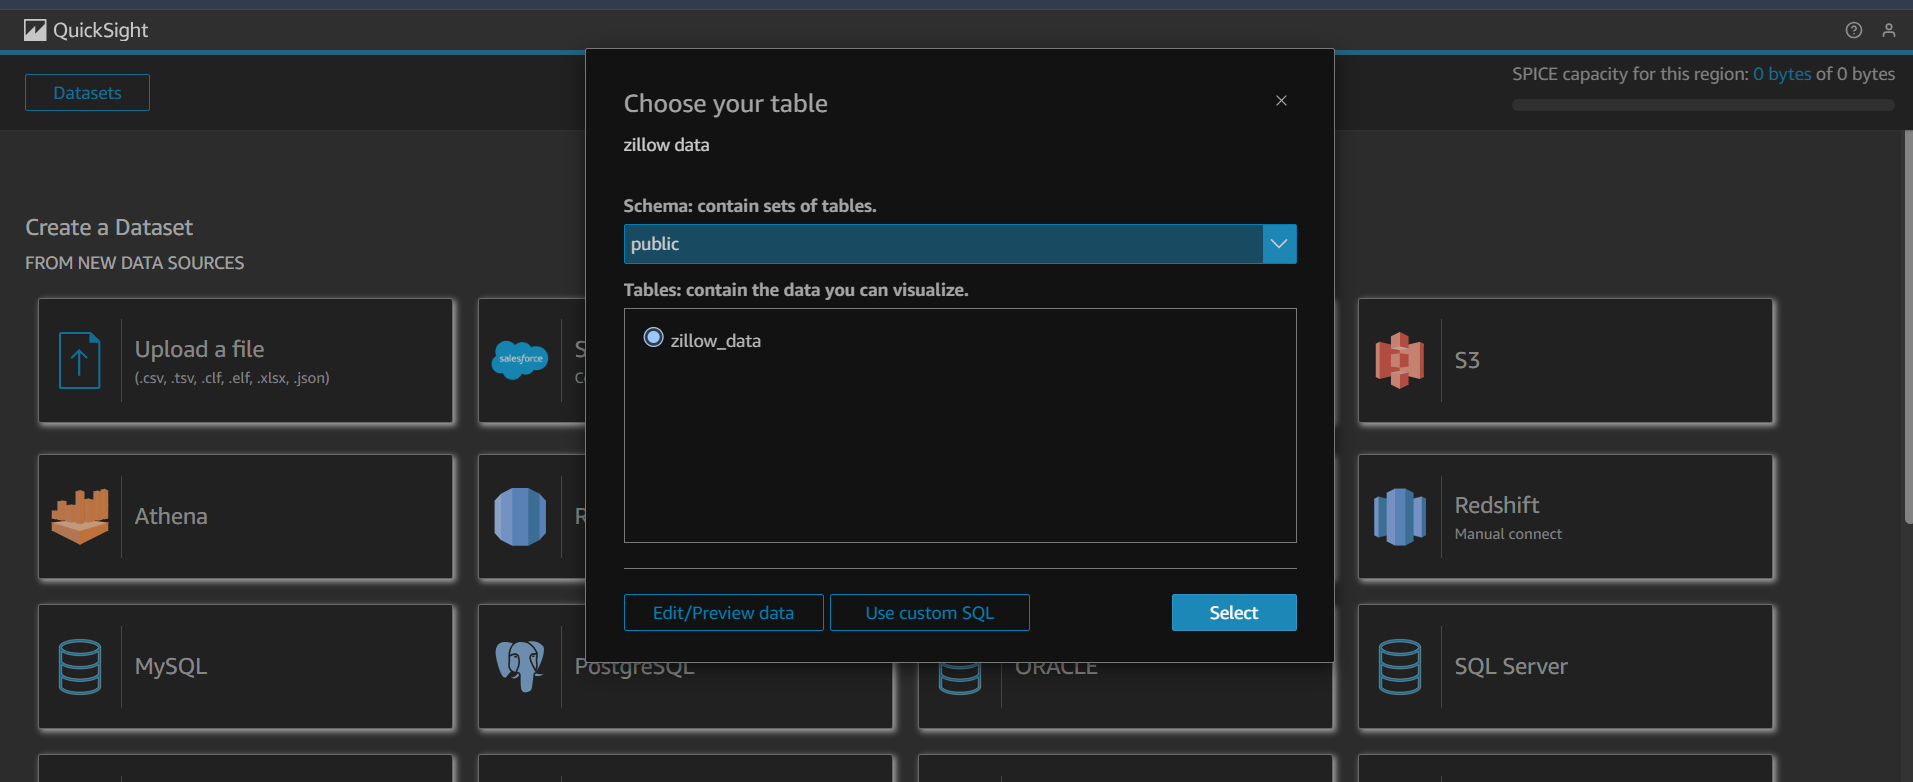 QuickSight
Datasets
SPICE capacity for this region: 0 bytes of 0 bytes
Choose your table
zillow data
Schema: contain sets of tables.
public
Tables: contain the data you can visualize.
zillow_data
Edit/Preview data
Use custom SQL
Select
Create a Dataset
FROM NEW DATA SOURCES
Upload a file
(.csv, .tsv, .clf, .elf, .xlsx, .json)
salesforce
S3
Athena
Redshift
Manual connect
MySQL
PostgreSQL
ORACLE
SQL Server